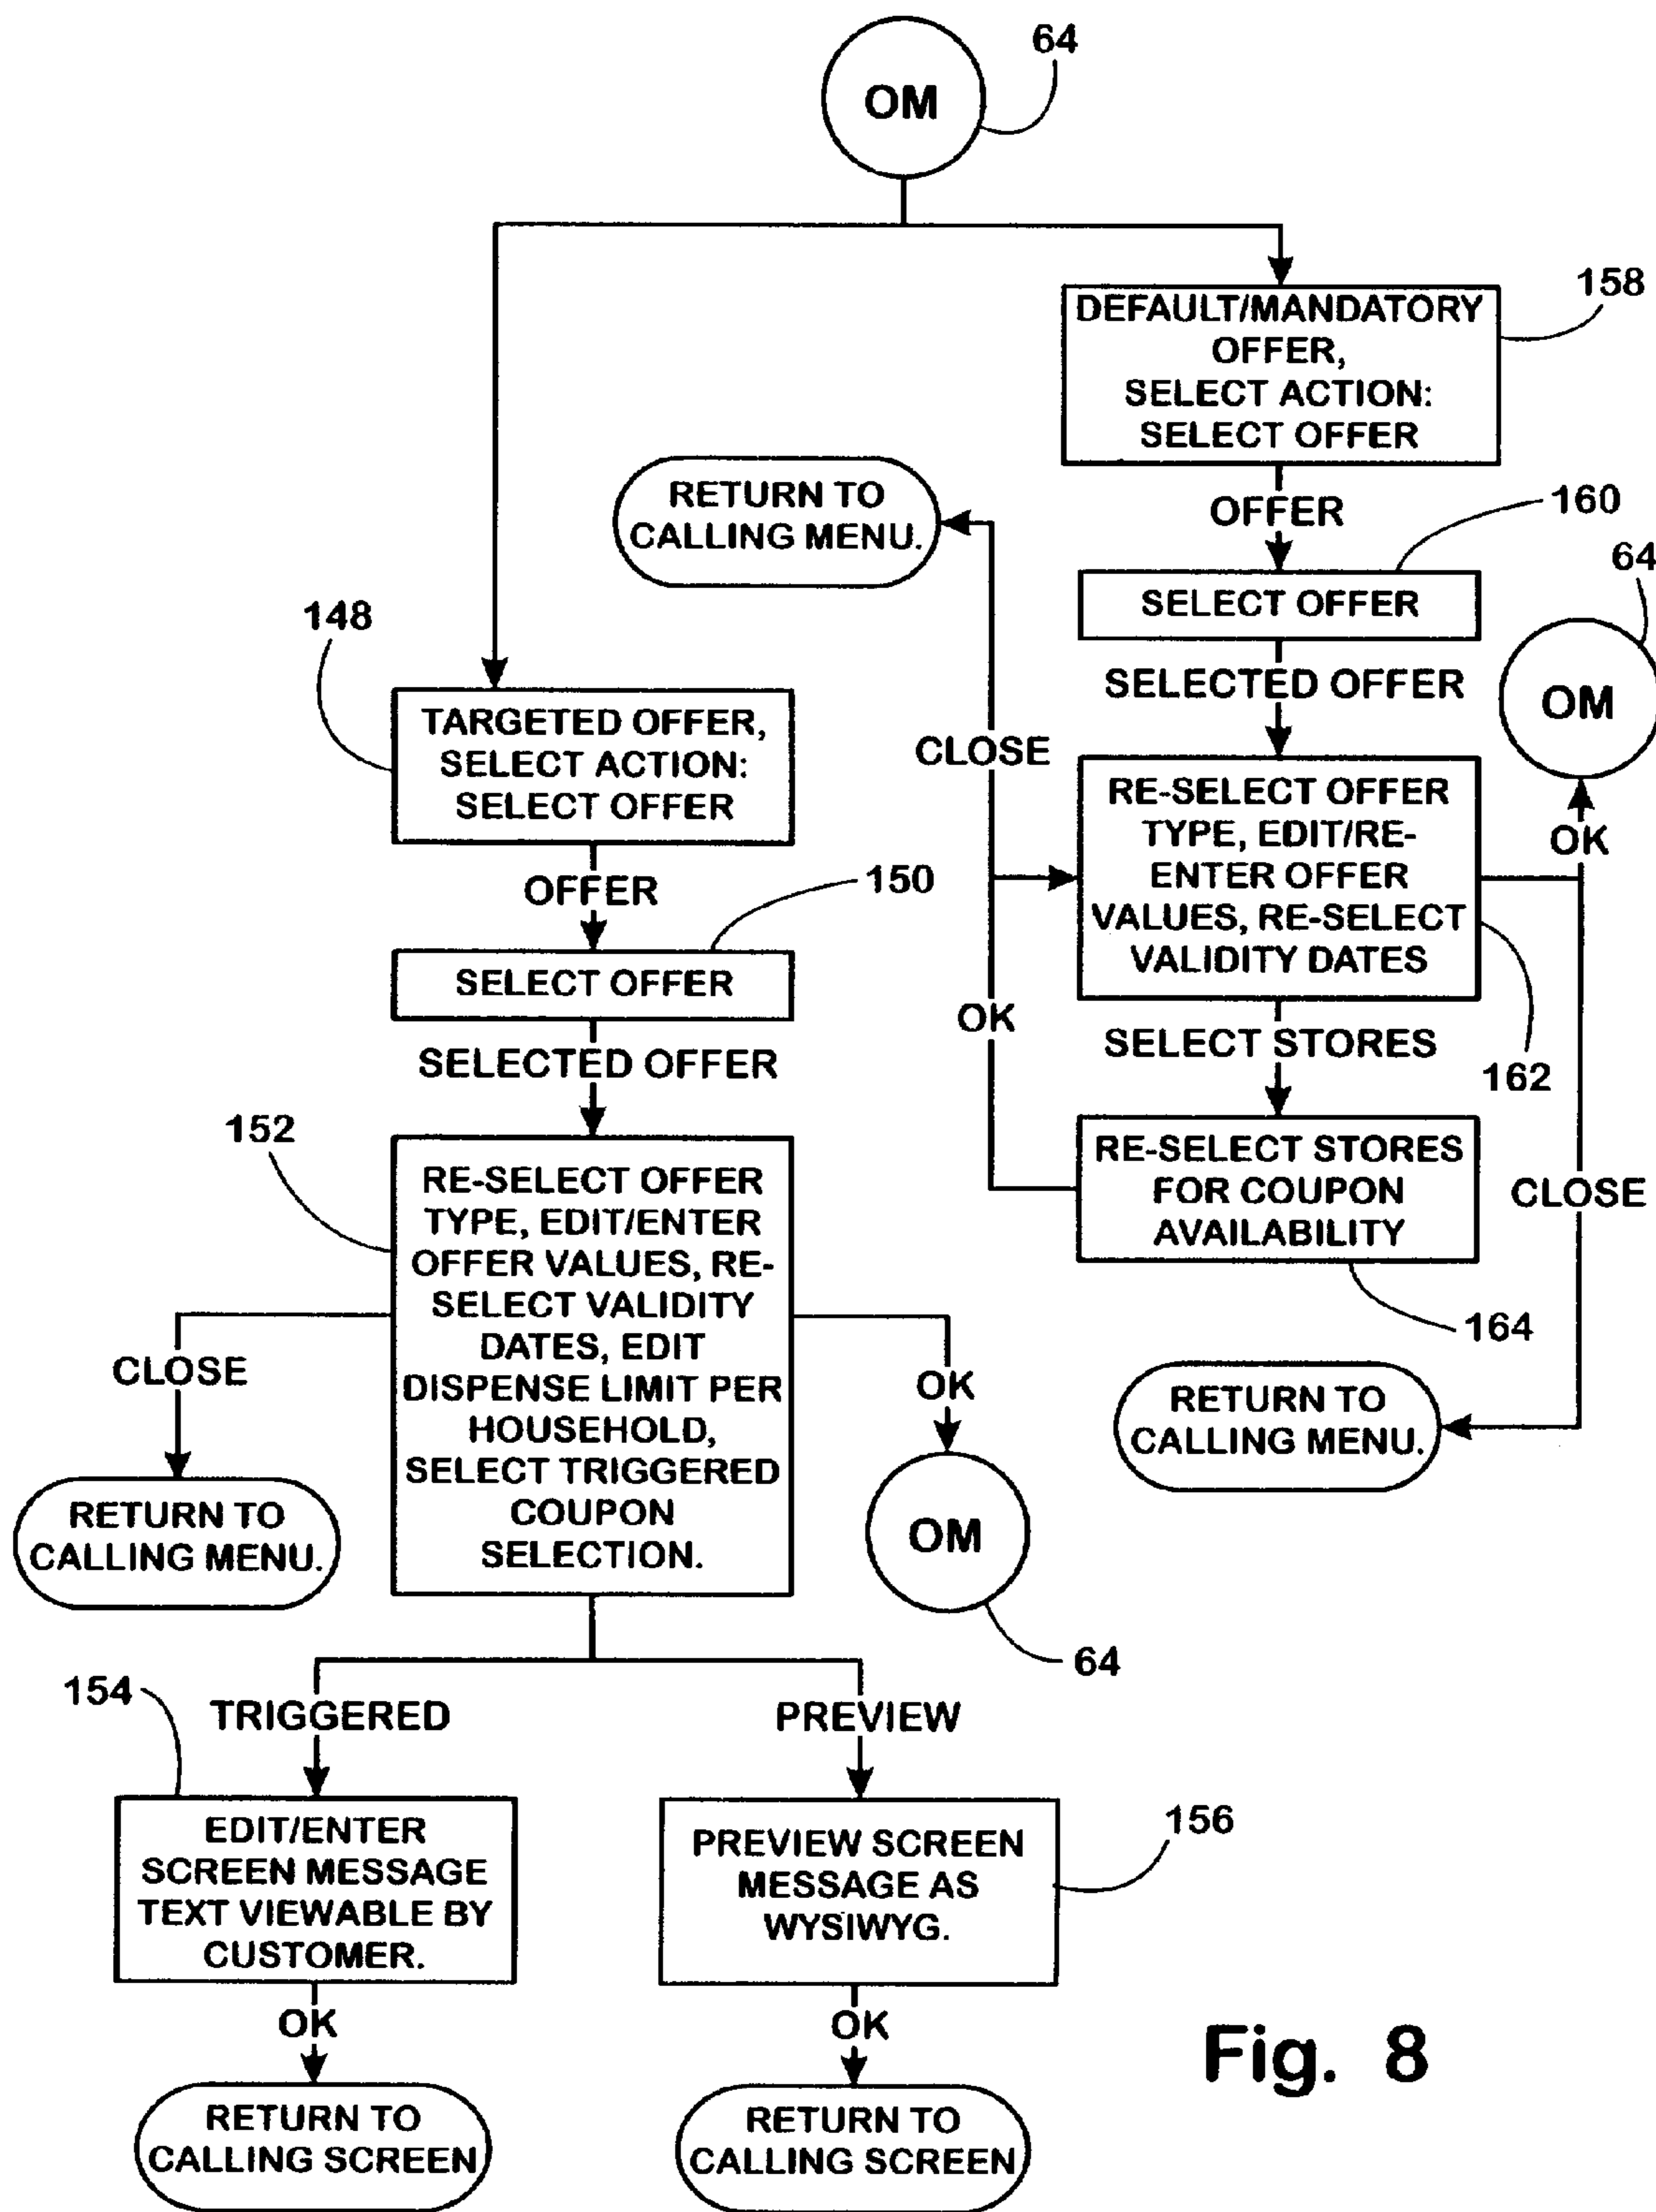 OM
64
DEFAULT/MANDATORY
OFFER,
SELECT ACTION:
SELECT OFFER
158
OFFER
160
SELECT OFFER
SELECTED OFFER
RETURN TO
CALLING MENU.
CLOSE
64
OM
OK
RE-SELECT OFFER
TYPE, EDIT/RE-
ENTER OFFER
VALUES, RE-SELECT
VALIDITY DATES
162
OK
SELECT STORES
RE-SELECT STORES
FOR COUPON
AVAILABILITY
164
CLOSE
RETURN TO
CALLING MENU.
148
TARGETED OFFER,
SELECT ACTION:
SELECT OFFER
OFFER
150
SELECT OFFER
SELECTED OFFER
152
RE-SELECT OFFER
TYPE, EDIT/ENTER
OFFER VALUES, RE-
SELECT VALIDITY
DATES, EDIT
DISPENSE LIMIT PER
HOUSEHOLD,
SELECT TRIGGERED
COUPON
SELECTION.
CLOSE
RETURN TO
CALLING MENU.
OK
OM
64
154
TRIGGERED
PREVIEW
EDIT/ENTER
SCREEN MESSAGE
TEXT VIEWABLE BY
CUSTOMER.
PREVIEW SCREEN
MESSAGE AS
WYSIWYG.
156
OK
OK
RETURN TO
CALLING SCREEN
RETURN TO
CALLING SCREEN
Fig. 8